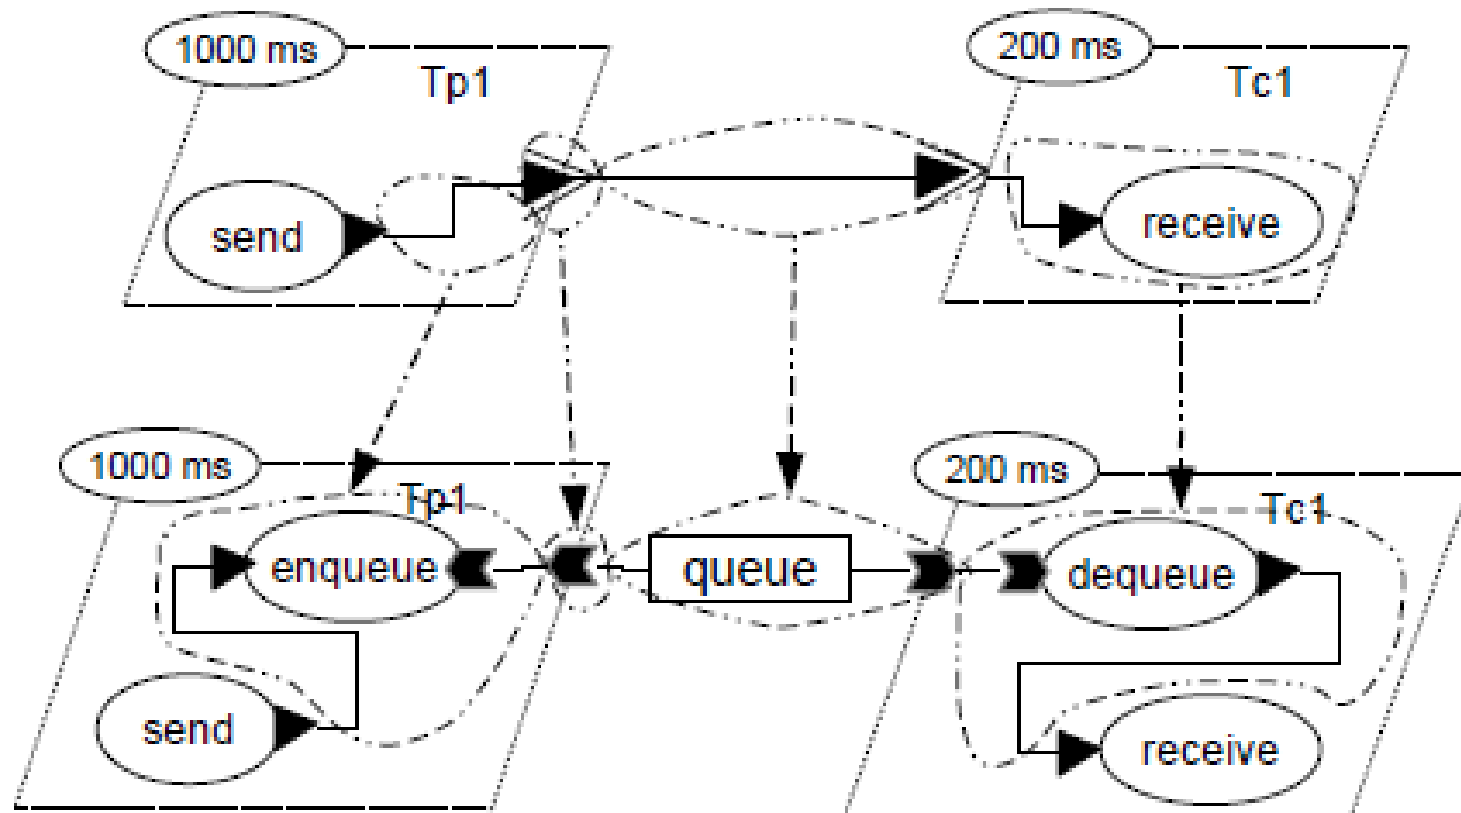 1000 ms
200 ms
Tp1
Tc1
send
receive
1000 ms
200 ms
Tp1
Tc1
enqueue
queue
dequeue
send
receive